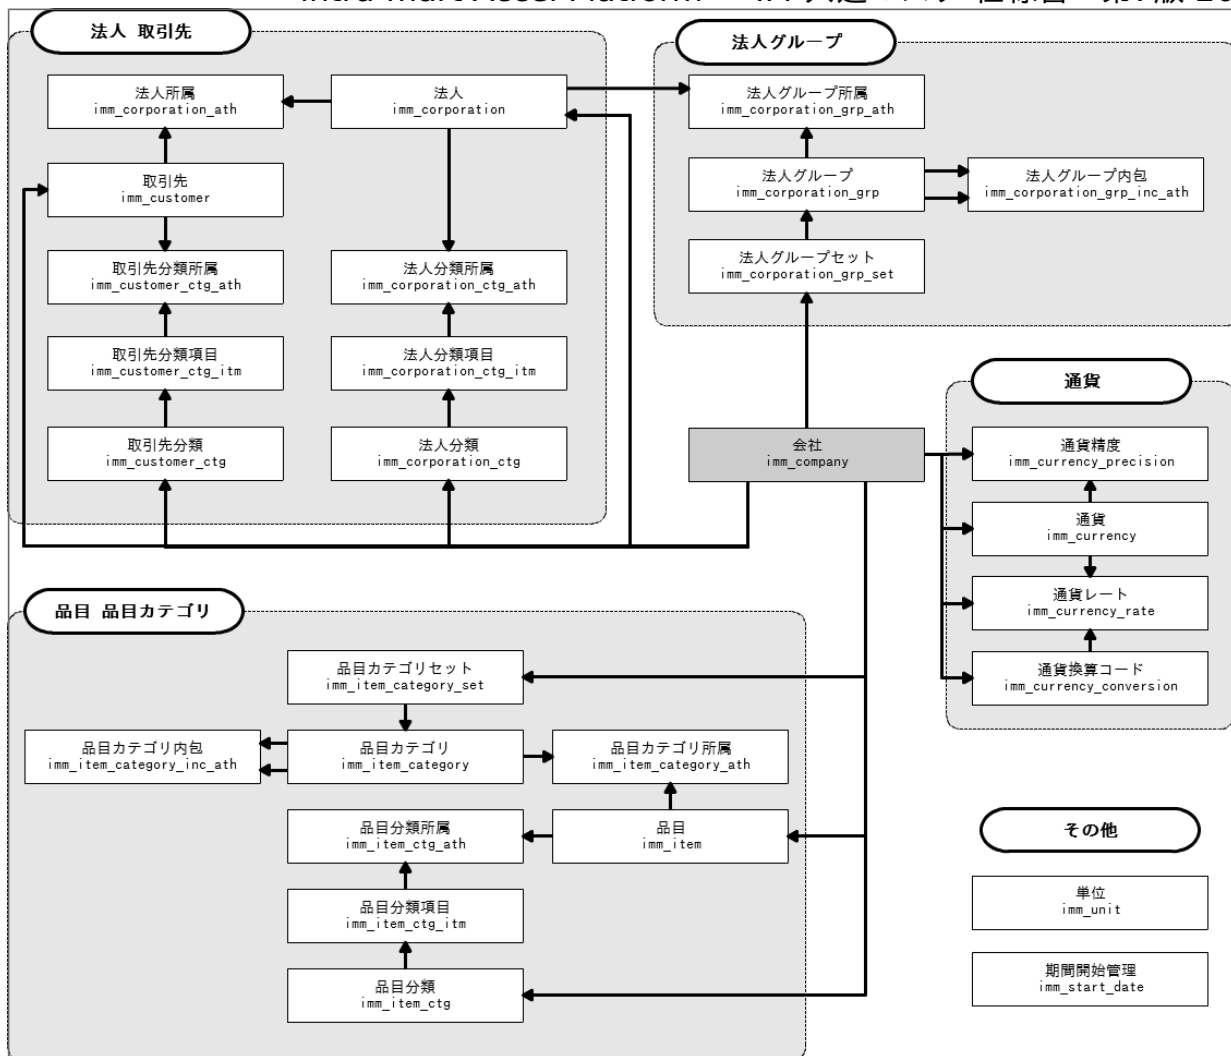 法人 取引先
法人所属
imm_corporation_ath
法人
imm_corporation
取引先
imm_customer
取引先分類所属
imm_customer_ctg_ath
法人分類所属
imm_corporation_ctg_ath
取引先分類項目
imm_customer_ctg_itm
法人分類項目
imm_corporation_ctg_itm
取引先分類
imm_customer_ctg
法人分類
imm_corporation_ctg
法人グループ
法人グループ所属
imm_corporation_grp_ath
法人グループ
imm_corporation_grp
法人グループ内包
imm_corporation_grp_inc_ath
法人グループセット
imm_corporation_grp_set
会社
imm_company
通貨
通貨精度
imm_currency_precision
通貨
imm_currency
通貨レート
imm_currency_rate
通貨換算コード
imm_currency_conversion
品目 品目カテゴリ
品目カテゴリセット
imm_item_category_set
品目カテゴリ内包
imm_item_category_inc_ath
品目カテゴリ
imm_item_category
品目カテゴリ所属
imm_item_category_ath
品目分類所属
imm_item_ctg_ath
品目
imm_item
品目分類項目
imm_item_ctg_itm
品目分類
imm_item_ctg
その他
単位
imm_unit
期間開始管理
imm_start_date